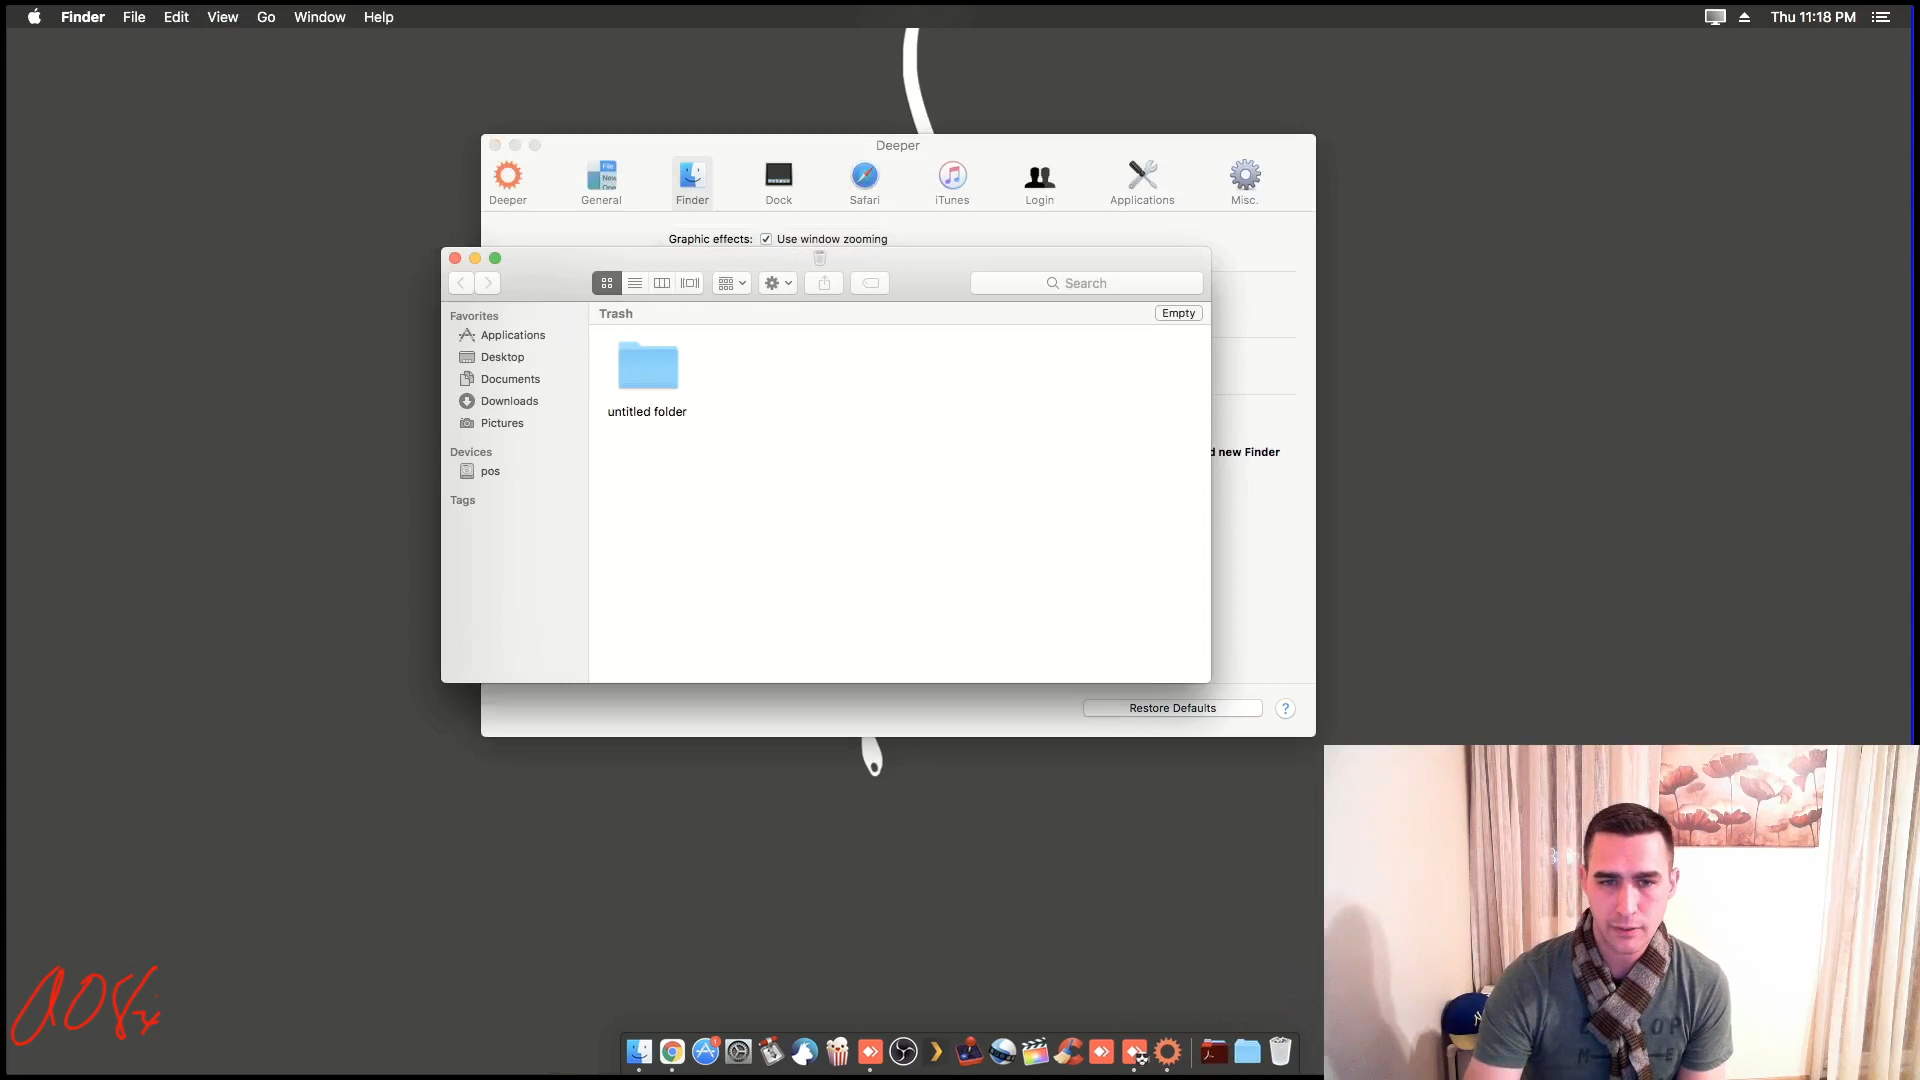 Finder File Edit View Go Window Help Thu 11:18 PM
Deeper
Deeper General Finder Dock Safari iTunes Login Applications Misc.
Graphic effects: Use window zooming
Search
Favorites
Applications
Desktop
Documents
Downloads
Pictures
Devices
pos
Tags
Trash Empty
untitled folder
new Finder
Restore Defaults ?